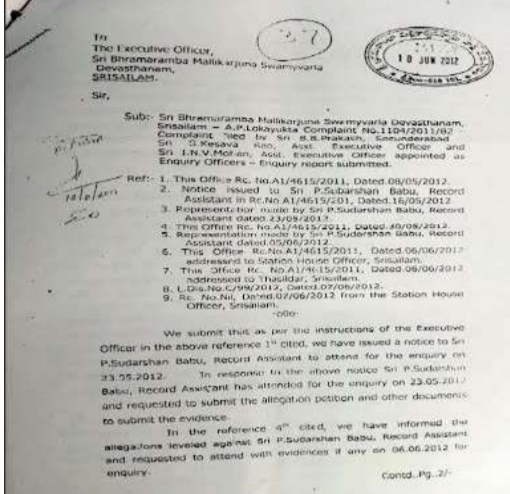 To
The Executive Officer,
Sri Bhramaramba Mallikarjuna Swamyvarla
Devasthanam,
SRISAILAM.
10 JUN 2012
Sir,
Sub:- Sri Bhramaramba Mallikarjuna Swamyvarla Devasthanam,
Srisailam – A.P.Lokayukta Complaint No.1104/2011/B2 –
Complaint filed by Sri B.B.Prakash, Secunderabad
Sri S.Kesava Rao, Asst. Executive Officer and
Sri I.N.V.Mohan, Asst. Executive Officer appointed as
Enquiry Officers – Enquiry report submitted.
Ref:- 1. This Office Rc. No.A1/4615/2011, Dated.08/05/2012.
2. Notice issued to Sri P.Sudarshan Babu, Record
Assistant in Rc.No A1/4615/201, Dated.16/05/2012
3. Representation made by Sri P.Sudarshan Babu, Record
Assistant dated.23/05/2012.
4. This Office Rc. No.A1/4615/2011, Dated.
5. Representation made by Sri P.Sudarshan Babu, Record
Assistant dated.05/06/2012.
6. This Office Rc. No.A1/4615/2011, Dated.06/06/2012
addressed to Station House Officer, Srisailam.
7. This Office Rc. No.A1/4615/2011, Dated.06/06/2012
addressed to Thasildar, Srisailam.
8. L.Dis.No.C/99/2012, Dated.07/06/2012.
9. Rc. No.Nil, Dated.07/06/2012 from the Station House
Officer, Srisailam.
-o0o-
We submit that as per the instructions of the Executive
Officer in the above reference 1st cited, we have issued a notice to Sri
P.Sudarshan Babu, Record Assistant to attend for the enquiry on
23.05.2012. In response to the above notice Sri P.Sudarshan
Babu, Record Assistant has attended for the enquiry on 23.05.2012
and requested to submit the allegation petition and other documents
to submit the evidence.
In the reference 4th cited, we have informed the
allegations leveled against Sri P.Sudarshan Babu, Record Assistant
and requested to attend with evidences if any on 06.06.2012 for
enquiry.
Contd..Pg..2/-